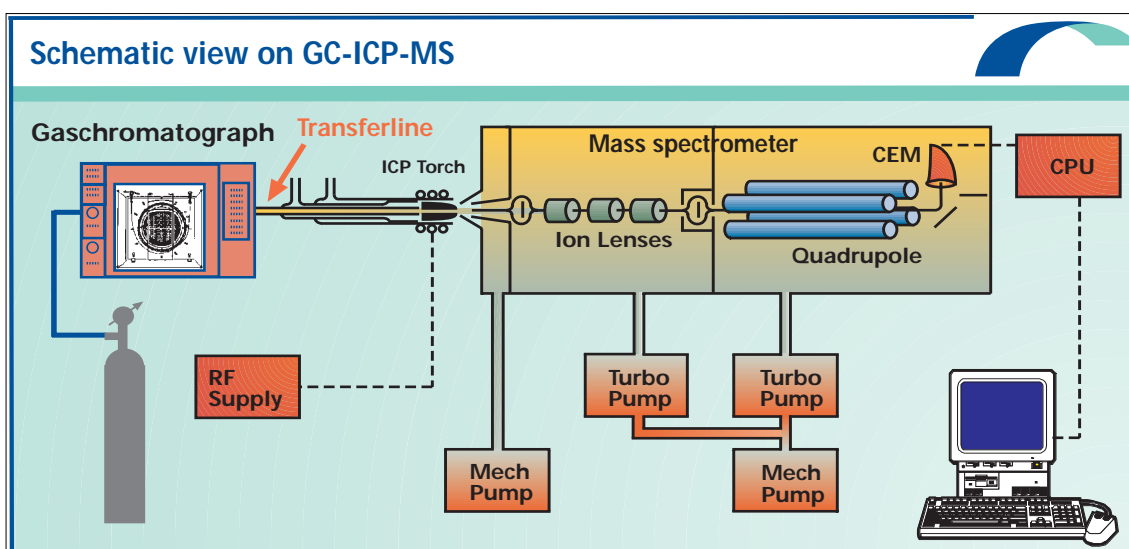 Schematic view on GC-ICP-MS
Gaschromatograph
Transferline
ICP Torch
Mass spectrometer
CEM
CPU
Ion Lenses
Quadrupole
RF
Supply
Turbo
Pump
Turbo
Pump
Mech
Pump
Mech
Pump